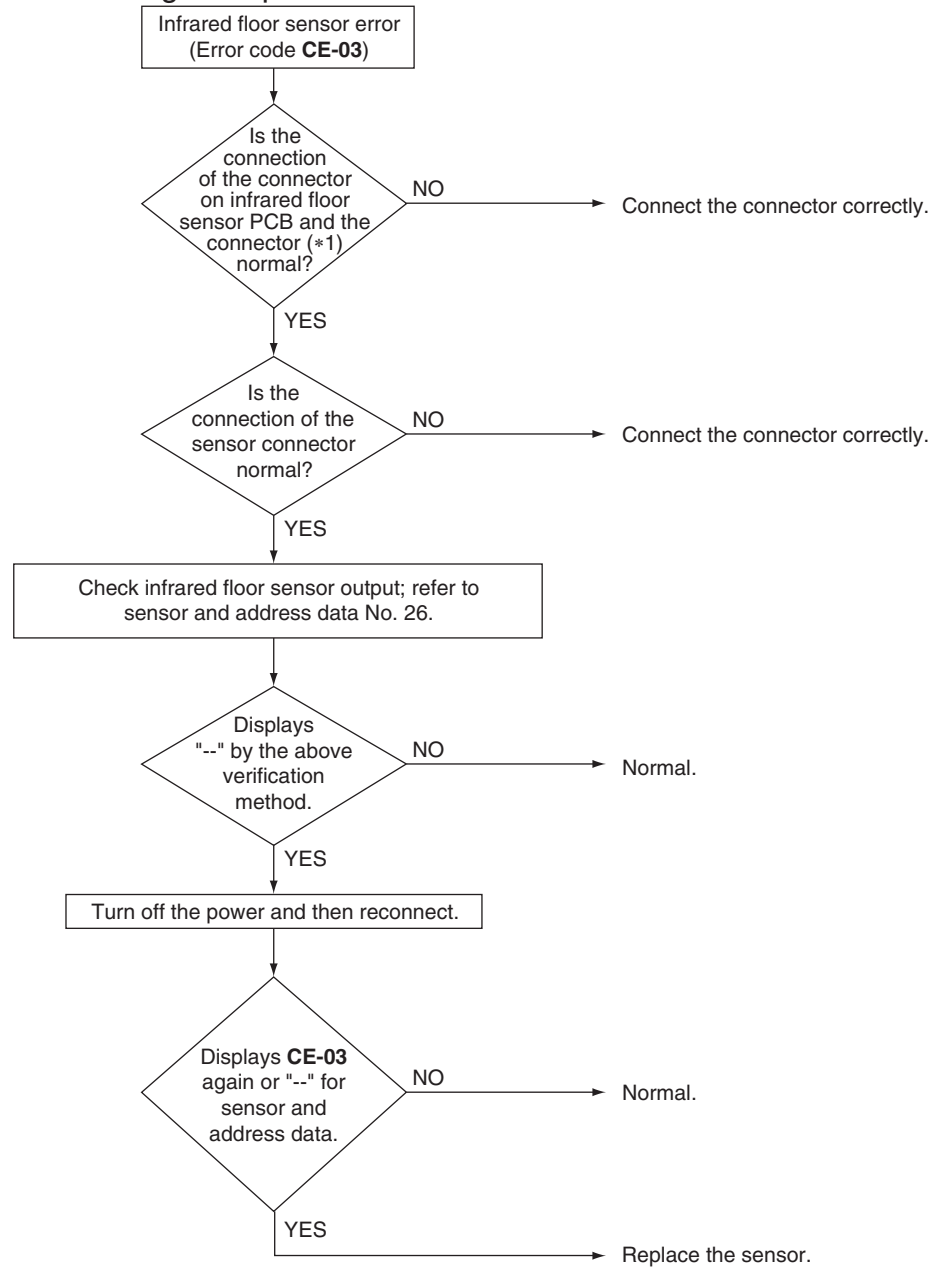 Infrared floor sensor error
(Error code CE-03)
Is the
connection
of the connector
on infrared floor
sensor PCB and the
connector (*1)
normal?
NO
Connect the connector correctly.
YES
Is the
connection of the
sensor connector
normal?
NO
Connect the connector correctly.
YES
Check infrared floor sensor output; refer to
sensor and address data No. 26.
Displays
"--" by the above
verification
method.
NO
Normal.
YES
Turn off the power and then reconnect.
Displays CE-03
again or "--" for
sensor and
address data.
NO
Normal.
YES
Replace the sensor.